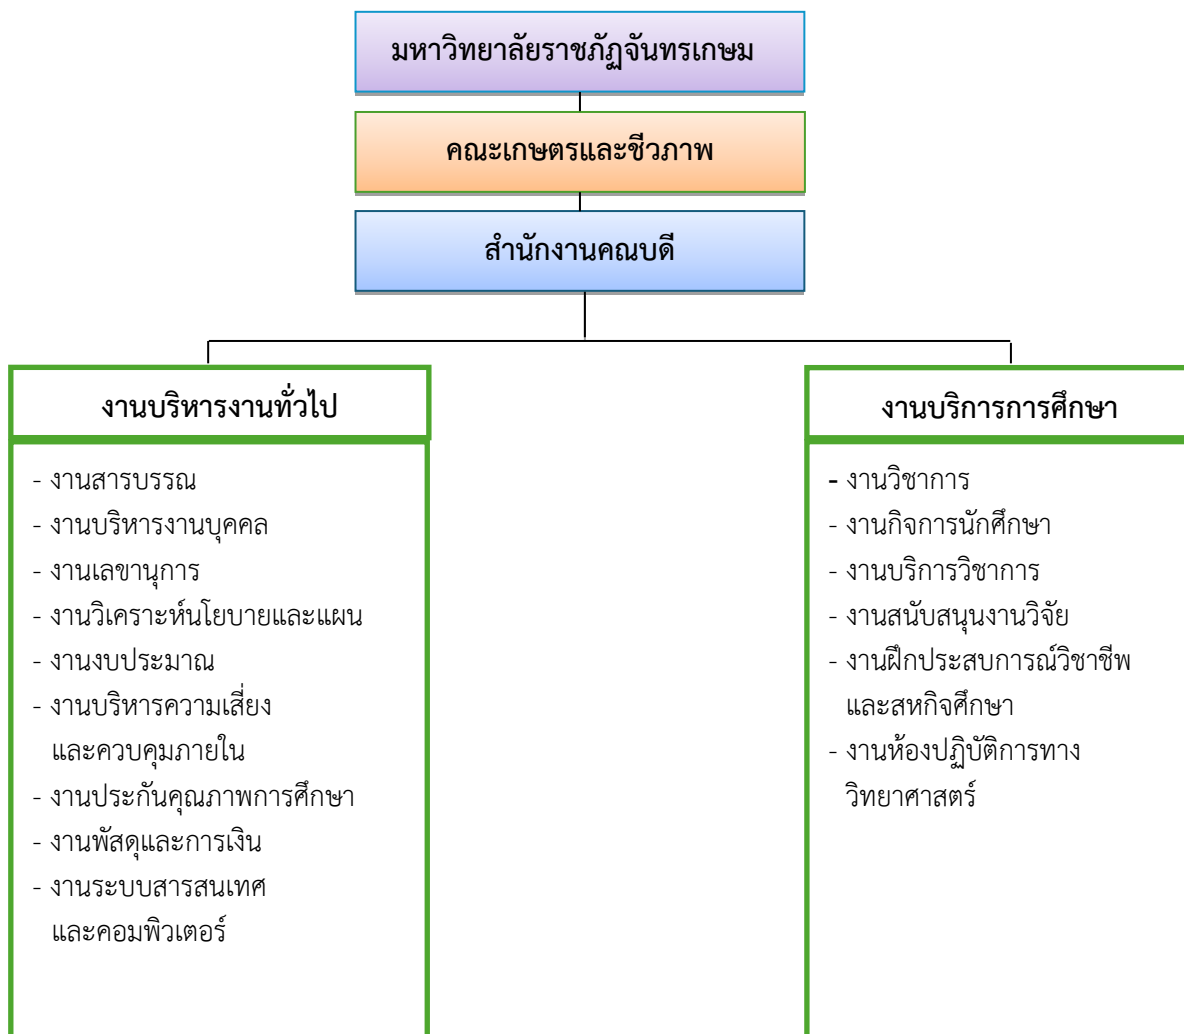 มหาวิทยาลัยราชภัฏจันทรเกษม
คณะเกษตรและชีวภาพ
สำนักงานคณบดี
งานบริหารงานทั่วไป
- งานสารบรรณ
- งานบริหารงานบุคคล
- งานเลขานุการ
- งานวิเคราะห์นโยบายและแผน
- งานงบประมาณ
- งานบริหารความเสี่ยง
และควบคุมภายใน
- งานประกันคุณภาพการศึกษา
- งานพัสดุและการเงิน
- งานระบบสารสนเทศ
และคอมพิวเตอร์
งานบริการการศึกษา
- งานวิชาการ
- งานกิจการนักศึกษา
- งานบริการวิชาการ
- งานสนับสนุนงานวิจัย
- งานฝึกประสบการณ์วิชาชีพ
และสหกิจศึกษา
- งานห้องปฏิบัติการทาง
วิทยาศาสตร์